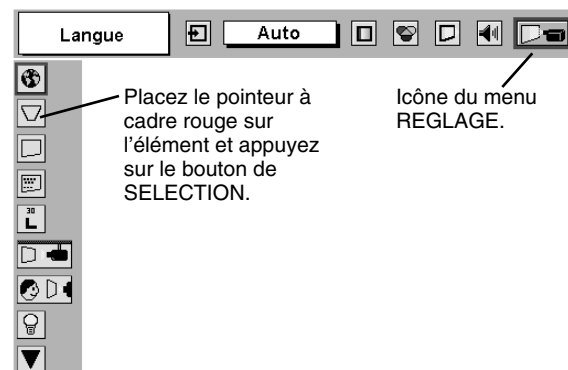 Langue
Auto
Placez le pointeur à
cadre rouge sur
l'élément et appuyez
sur le bouton de
SELECTION.
Icône du menu
REGLAGE.
30
L